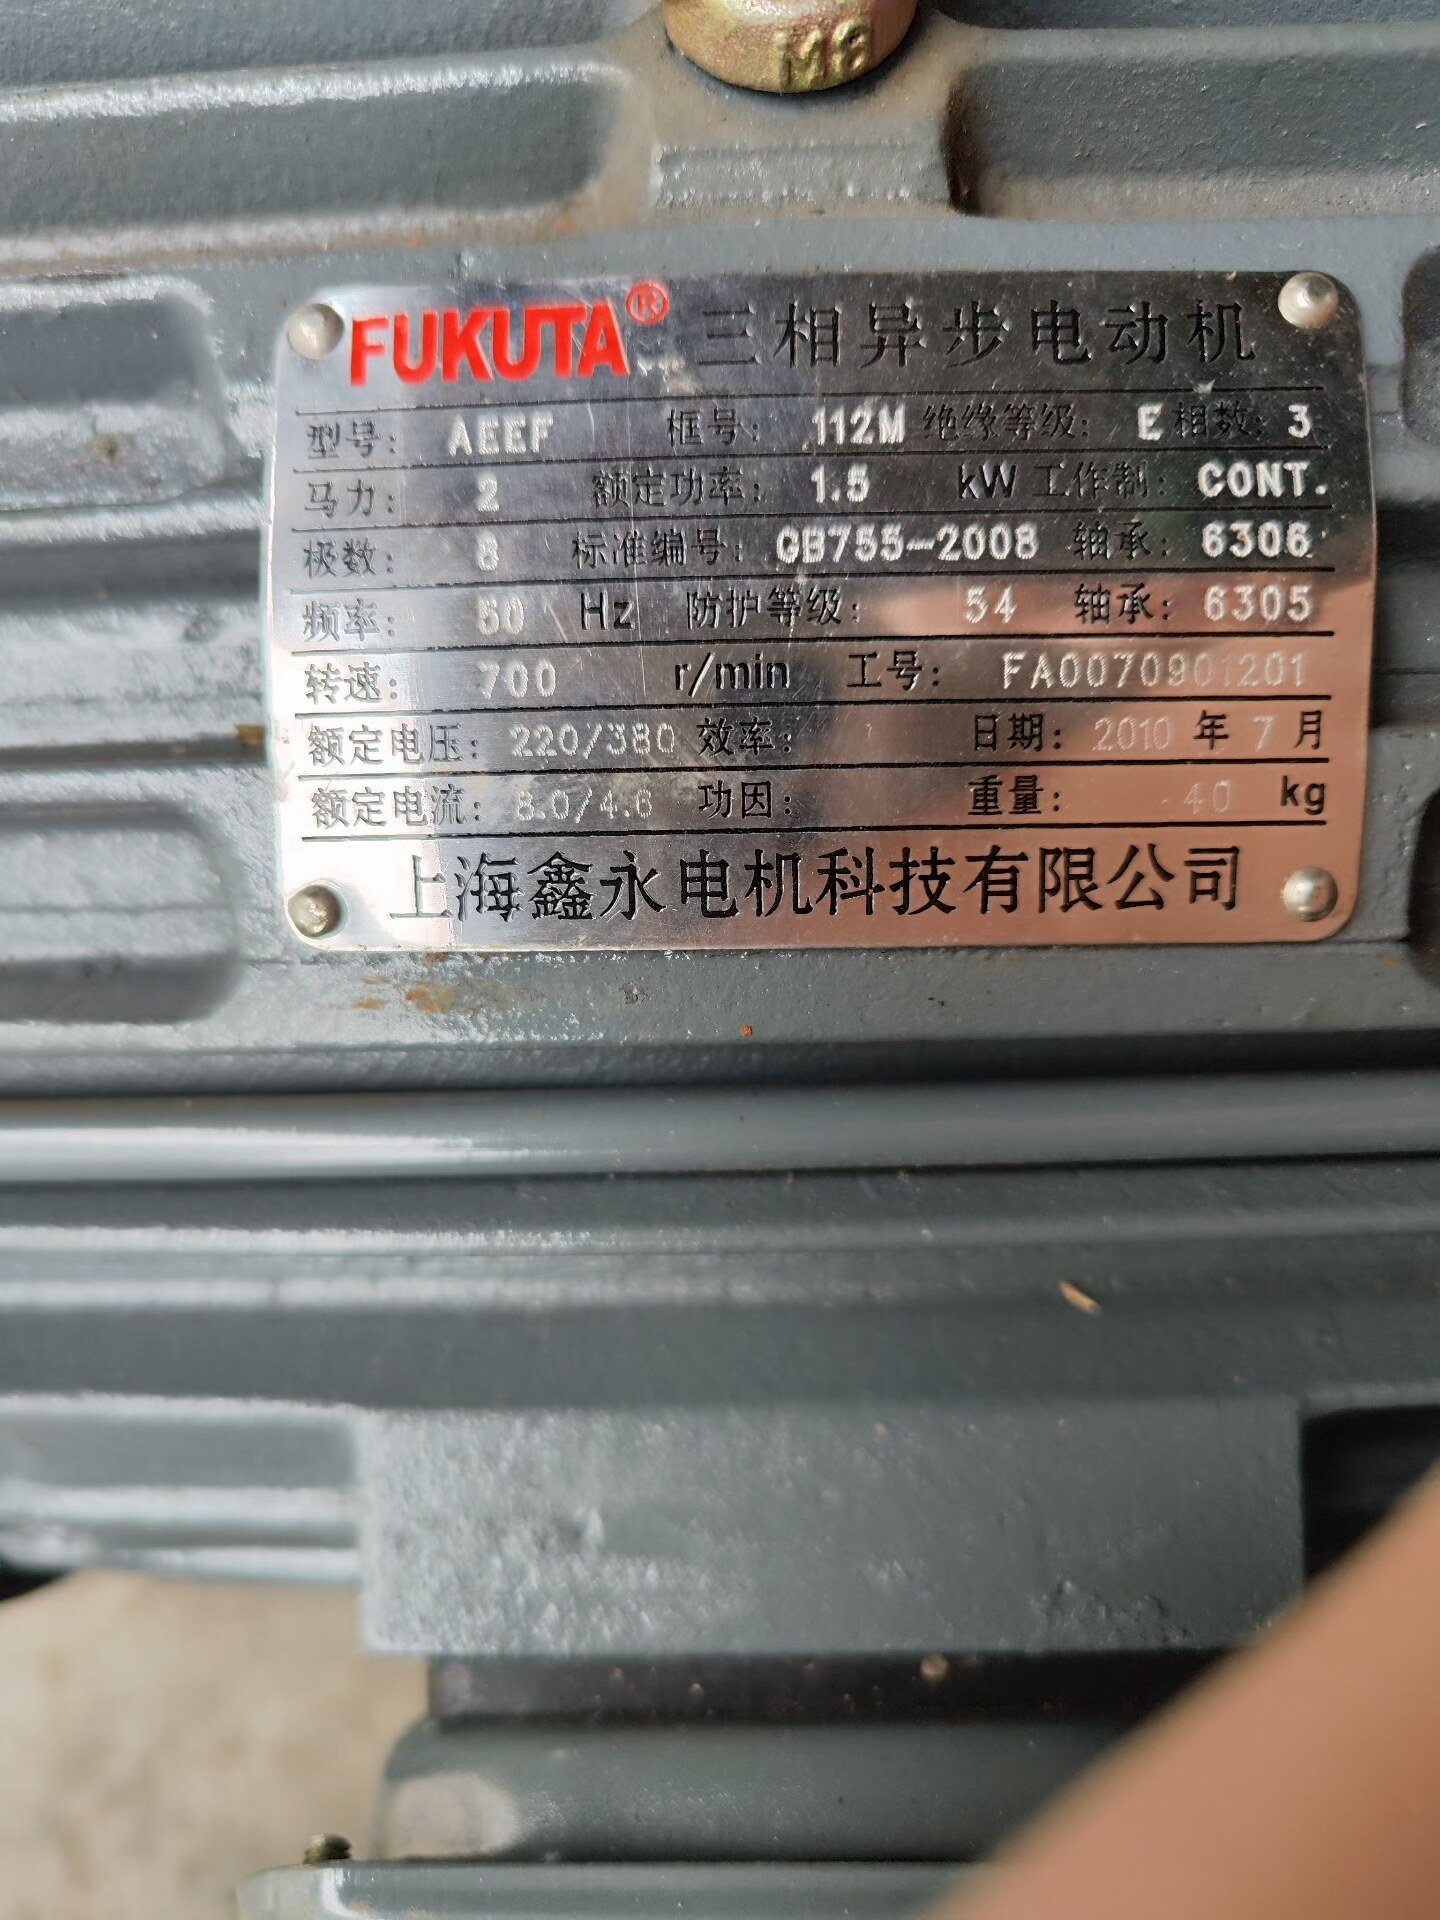 M8
FUKUTA® 三相异步电动机
型号: AEEF 框号: 112M 绝缘等级: E 相数: 3
马力: 2 额定功率: 1.5 kW 工作制: CONT.
极数: 8 标准编号: GB755-2008 轴承: 6306
频率: 50 Hz 防护等级: 54 轴承: 6305
转速: 700 r/min 工号: FA0070901201
额定电压: 220/380 效率: 日期: 2010 年 7 月
额定电流: 8.0/4.6 功因: 重量: 40 kg
上海鑫永电机科技有限公司